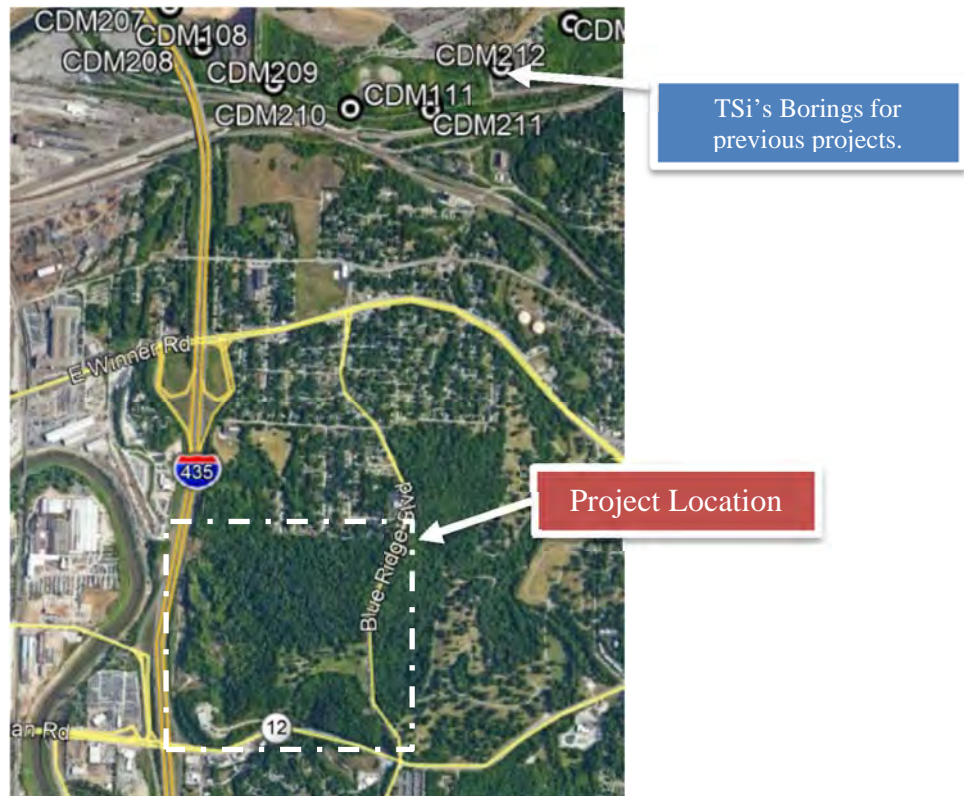 CDM207
CDM108
CDM
CDM208
CDM212
CDM209
CDM111
CDM210
CDM211
TSi's Borings for
previous projects.
E Winner Rd
435
Project Location
Blue Ridge Blvd
12
an Rd